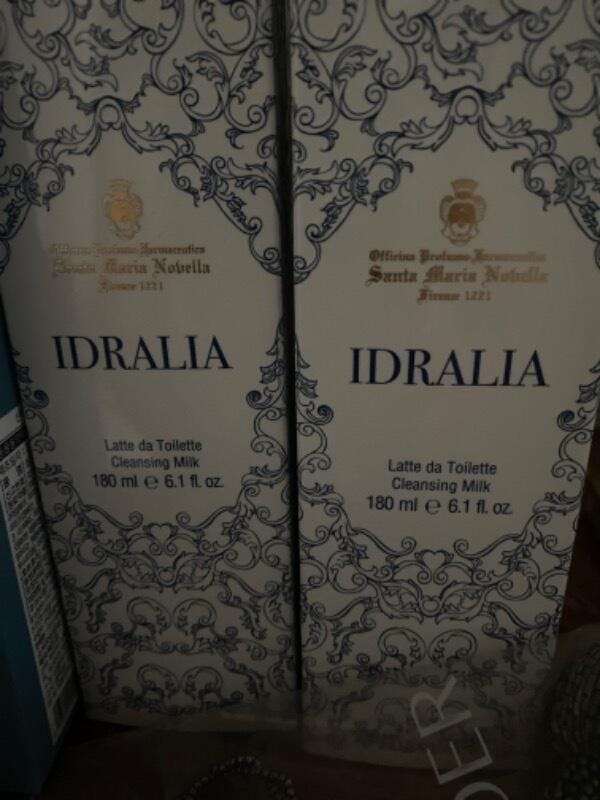 Officina Profumo-Farmaceutica
Santa Maria Novella
Firenze 1221
IDRALIA
Latte da Toilette
Cleansing Milk
180 ml ℮ 6.1 fl. oz.
Officina Profumo-Farmaceutica
Santa Maria Novella
Firenze 1221
IDRALIA
Latte da Toilette
Cleansing Milk
180 ml ℮ 6.1 fl. oz.
DER